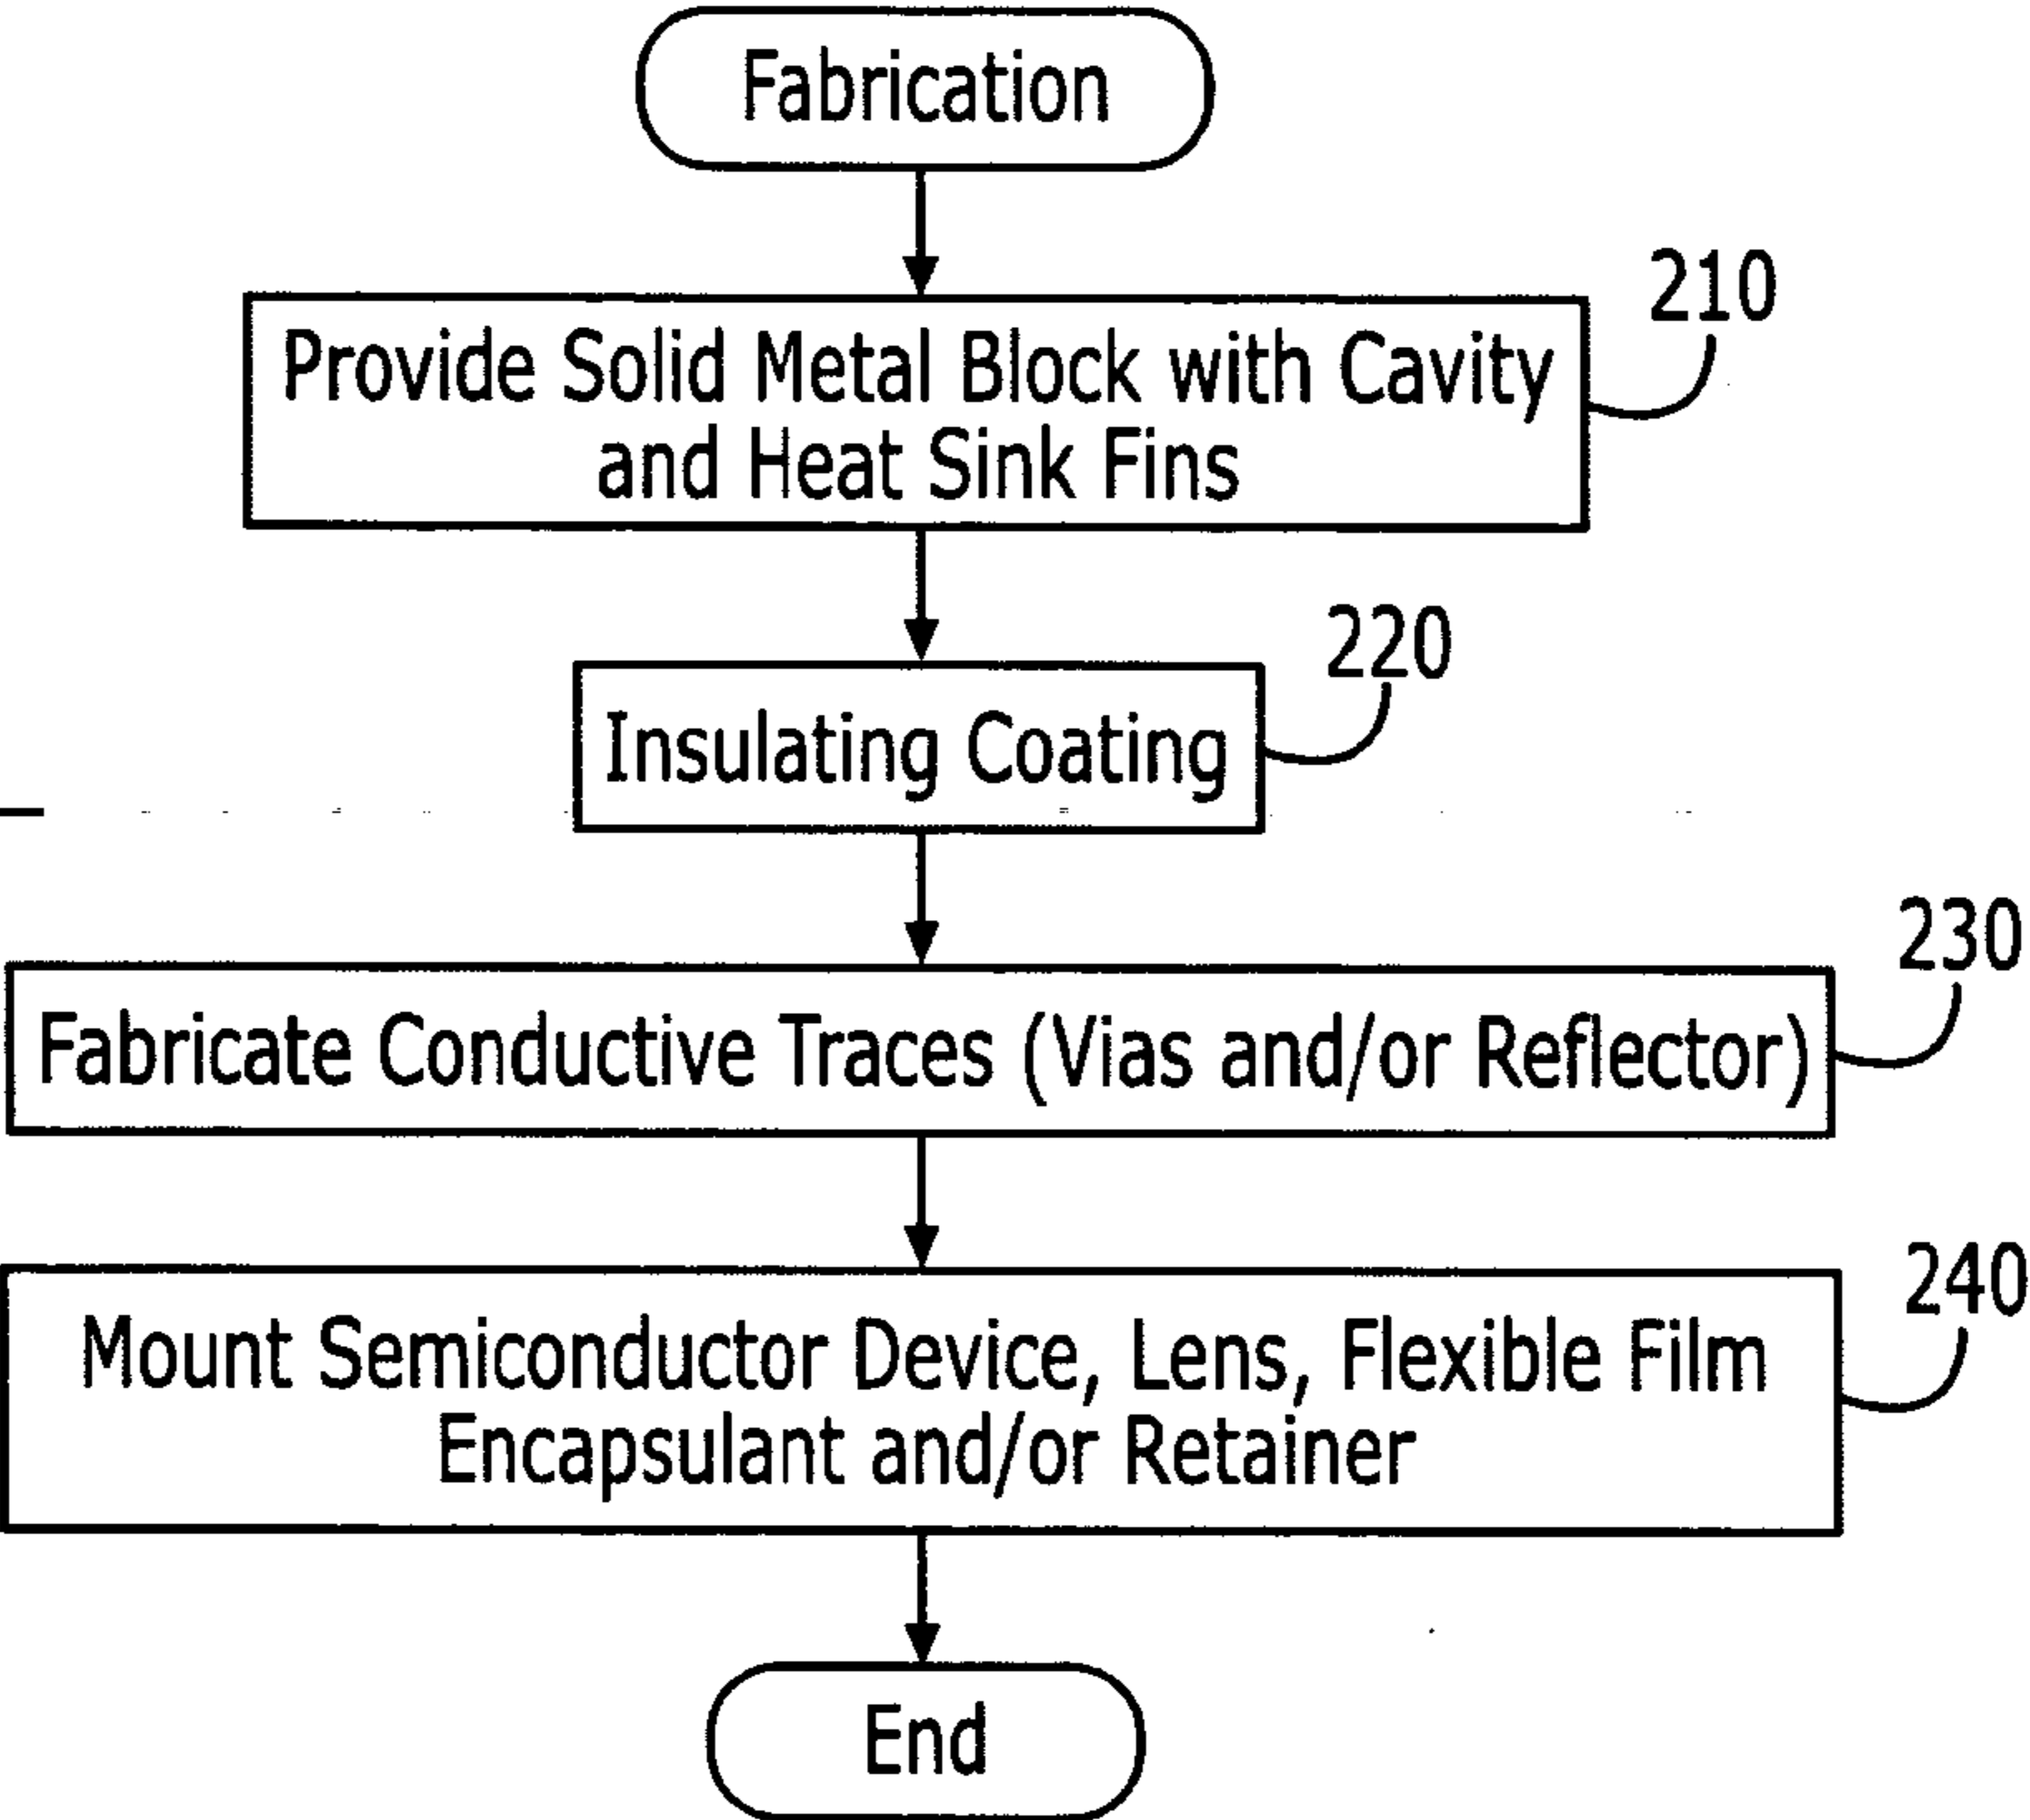 Fabrication
210
Provide Solid Metal Block with Cavity
and Heat Sink Fins
220
Insulating Coating
230
Fabricate Conductive Traces (Vias and/or Reflector)
240
Mount Semiconductor Device, Lens, Flexible Film
Encapsulant and/or Retainer
End